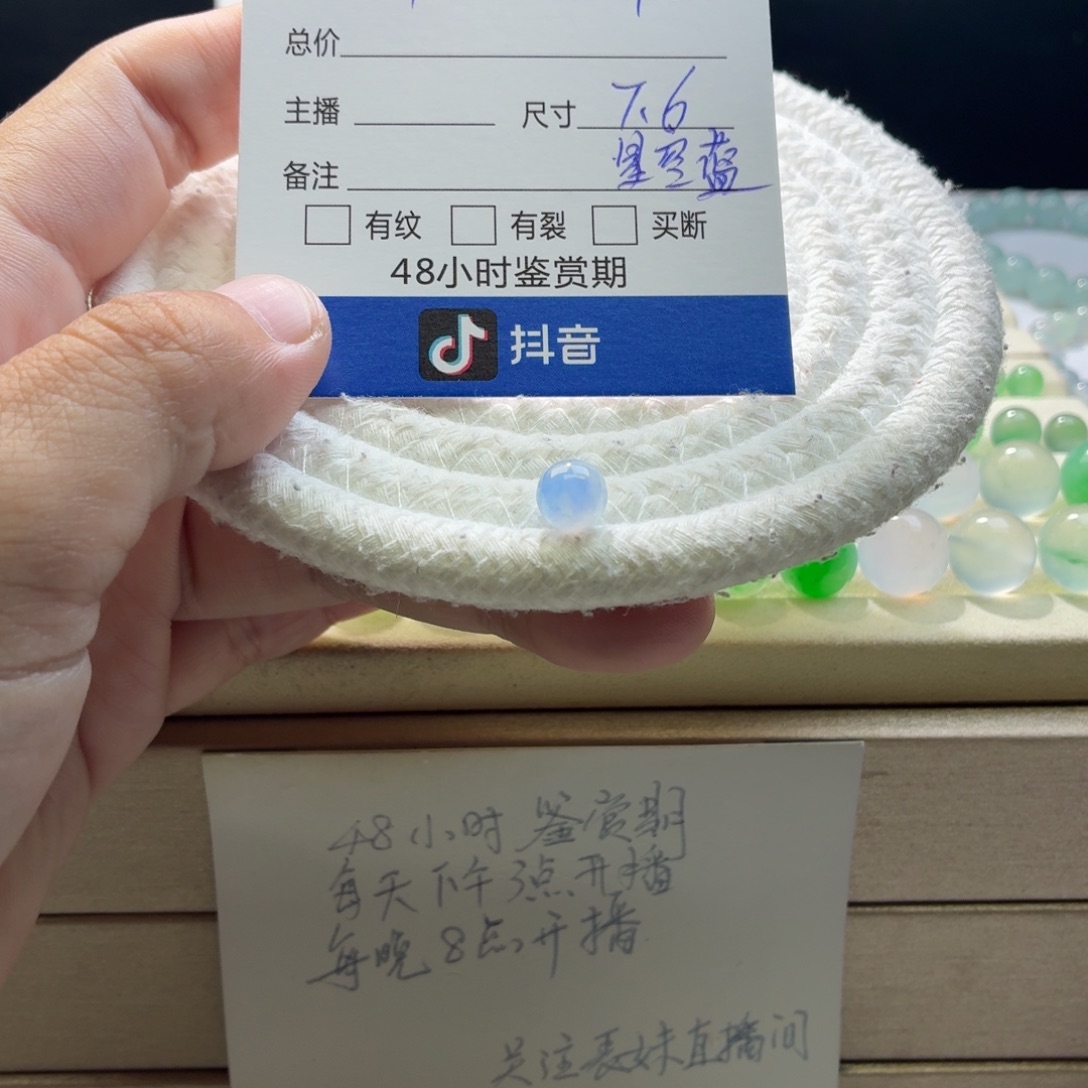 总价
主播 尺寸 7.6
备注 星空蓝
有纹 有裂 买断
48小时鉴赏期
抖音
48小时鉴赏期
每天下午3点开播
每晚8点开播
关注表妹直播间